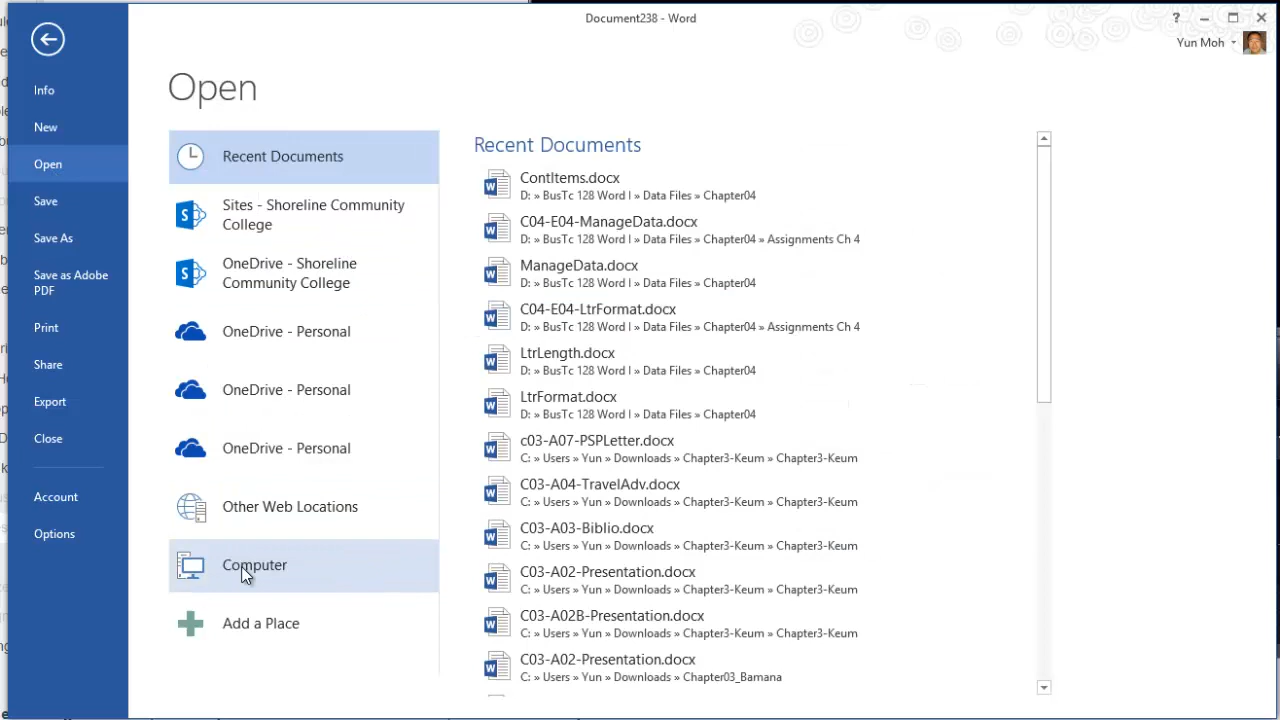 Document238 - Word
?
Yun Moh
Info
New
Open
Save
Save As
Save as Adobe
PDF
Print
Share
Export
Close
Account
Options
Open
Recent Documents
Sites - Shoreline Community
College
OneDrive - Shoreline
Community College
OneDrive - Personal
OneDrive - Personal
OneDrive - Personal
Other Web Locations
Computer
Add a Place
Recent Documents
ContItems.docx
D: » BusTc 128 Word I » Data Files » Chapter04
C04-E04-ManageData.docx
D: » BusTc 128 Word I » Data Files » Chapter04 » Assignments Ch 4
ManageData.docx
D: » BusTc 128 Word I » Data Files » Chapter04
C04-E04-LtrFormat.docx
D: » BusTc 128 Word I » Data Files » Chapter04 » Assignments Ch 4
LtrLength.docx
D: » BusTc 128 Word I » Data Files » Chapter04
LtrFormat.docx
D: » BusTc 128 Word I » Data Files » Chapter04
c03-A07-PSPLetter.docx
C: » Users » Yun » Downloads » Chapter3-Keum » Chapter3-Keum
C03-A04-TravelAdv.docx
C: » Users » Yun » Downloads » Chapter3-Keum » Chapter3-Keum
C03-A03-Biblio.docx
C: » Users » Yun » Downloads » Chapter3-Keum » Chapter3-Keum
C03-A02-Presentation.docx
C: » Users » Yun » Downloads » Chapter3-Keum » Chapter3-Keum
C03-A02B-Presentation.docx
C: » Users » Yun » Downloads » Chapter3-Keum » Chapter3-Keum
C03-A02-Presentation.docx
C: » Users » Yun » Downloads » Chapter03_Bamana